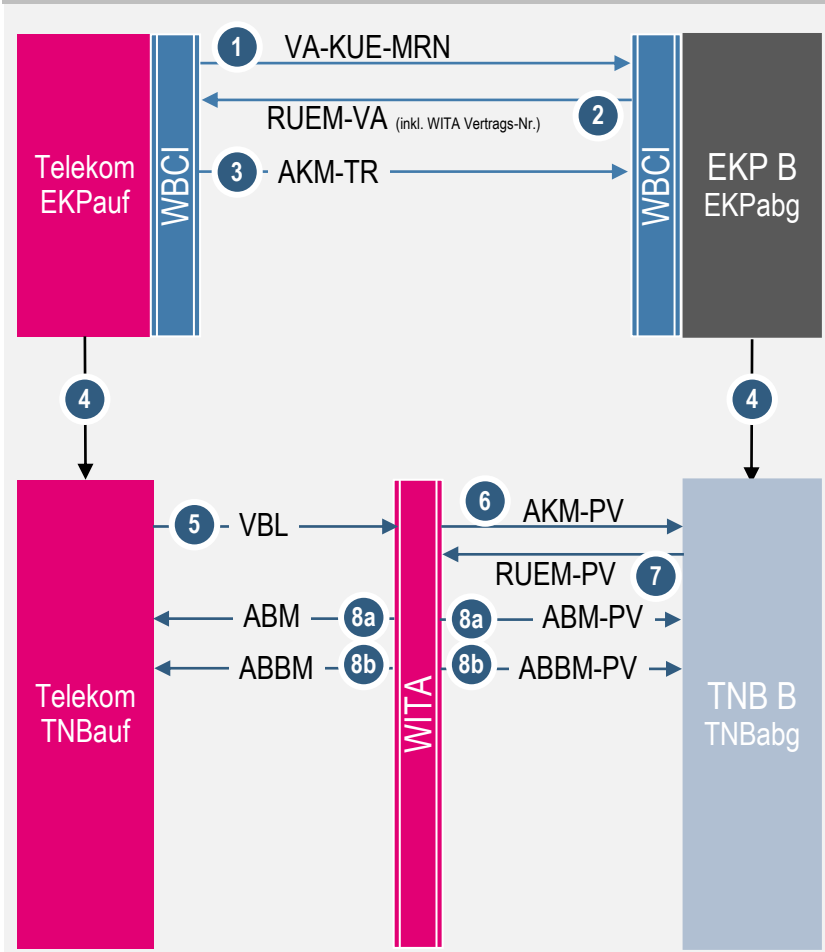 1 VA-KUE-MRN
RUEM-VA (inkl. WITA Vertrags-Nr.) 2
3 AKM-TR
Telekom
EKPauf
WBCI
WBCI
EKP B
EKPabg
4
4
5 VBL
6 AKM-PV
RUEM-PV 7
ABM 8a
8a ABM-PV
ABBM 8b
8b ABBM-PV
Telekom
TNBauf
WITA
TNB B
TNBabg